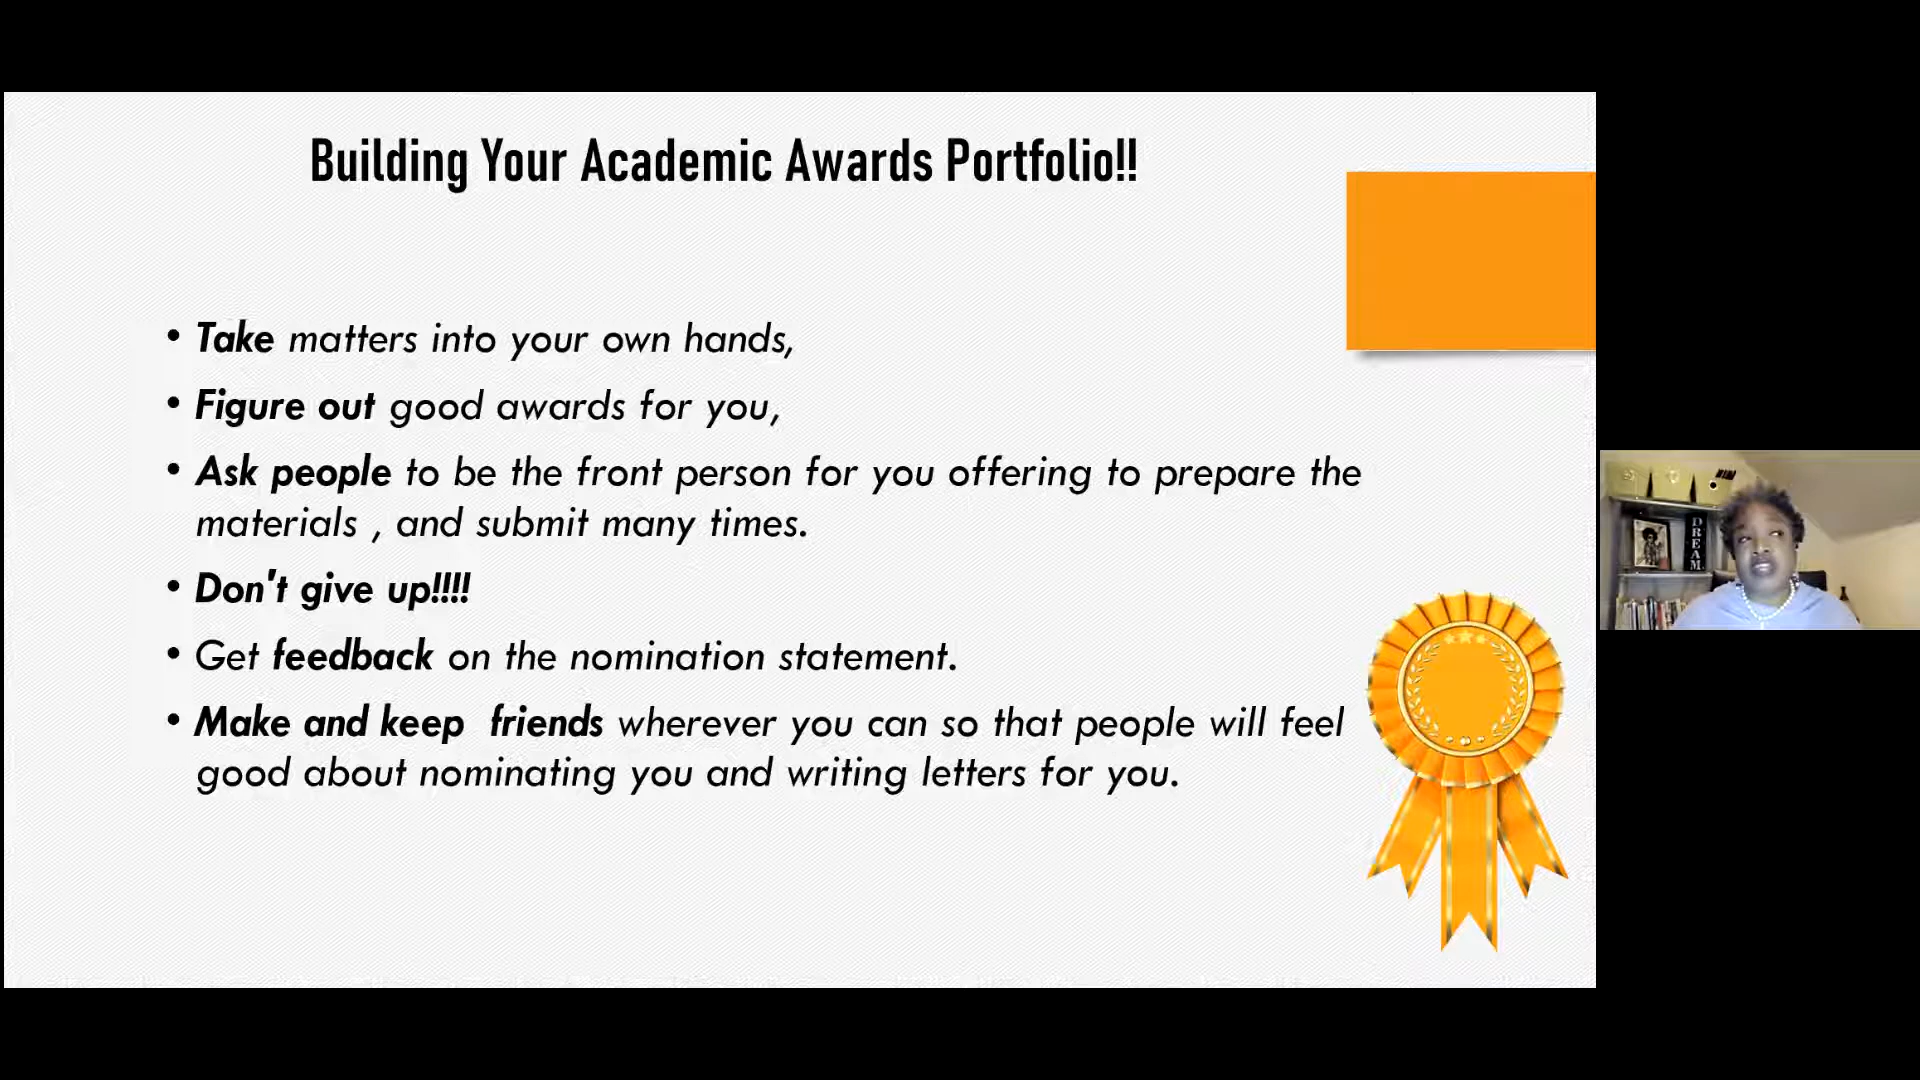 Building Your Academic Awards Portfolio!!
• Take matters into your own hands,
• Figure out good awards for you,
• Ask people to be the front person for you offering to prepare the
materials , and submit many times.
• Don't give up!!!!
• Get feedback on the nomination statement.
• Make and keep  friends wherever you can so that people will feel
good about nominating you and writing letters for you.
DREAM